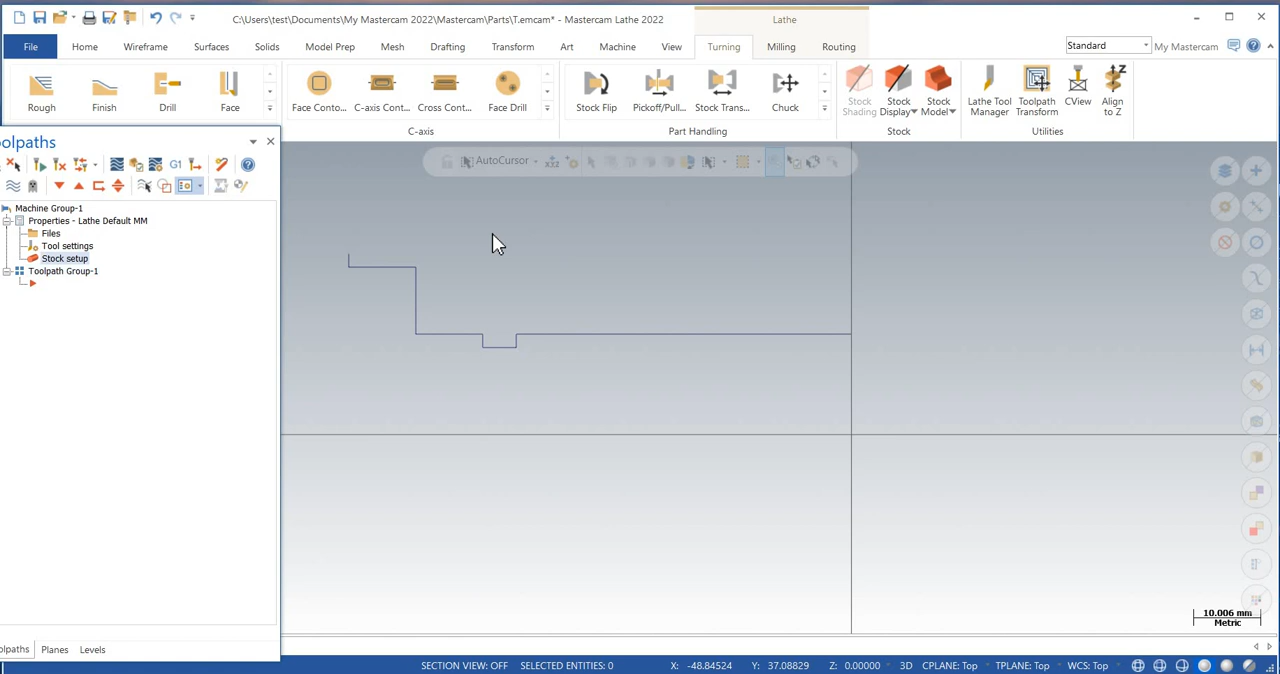 C:\Users\test\Documents\My Mastercam 2022\Mastercam\Parts\T.emcam* - Mastercam Lathe 2022
Lathe
File Home Wireframe Surfaces Solids Model Prep Mesh Drafting Transform Art Machine View Turning Milling Routing Standard My Mastercam
Rough Finish Drill Face Face Conto... C-axis Cont... Cross Cont... Face Drill Stock Flip Pickoff/Pull... Stock Trans... Chuck Stock Shading Stock Display Stock Model Lathe Tool Manager Toolpath Transform CView Align to Z
C-axis Part Handling Stock Utilities
olpaths
AutoCursor
G1
Machine Group-1
Properties - Lathe Default MM
Files
Tool settings
Stock setup
Toolpath Group-1
10.006 mm
Metric
olpaths Planes Levels
SECTION VIEW: OFF SELECTED ENTITIES: 0 X: -48.84524 Y: 37.08829 Z: 0.00000 3D CPLANE: Top TPLANE: Top WCS: Top